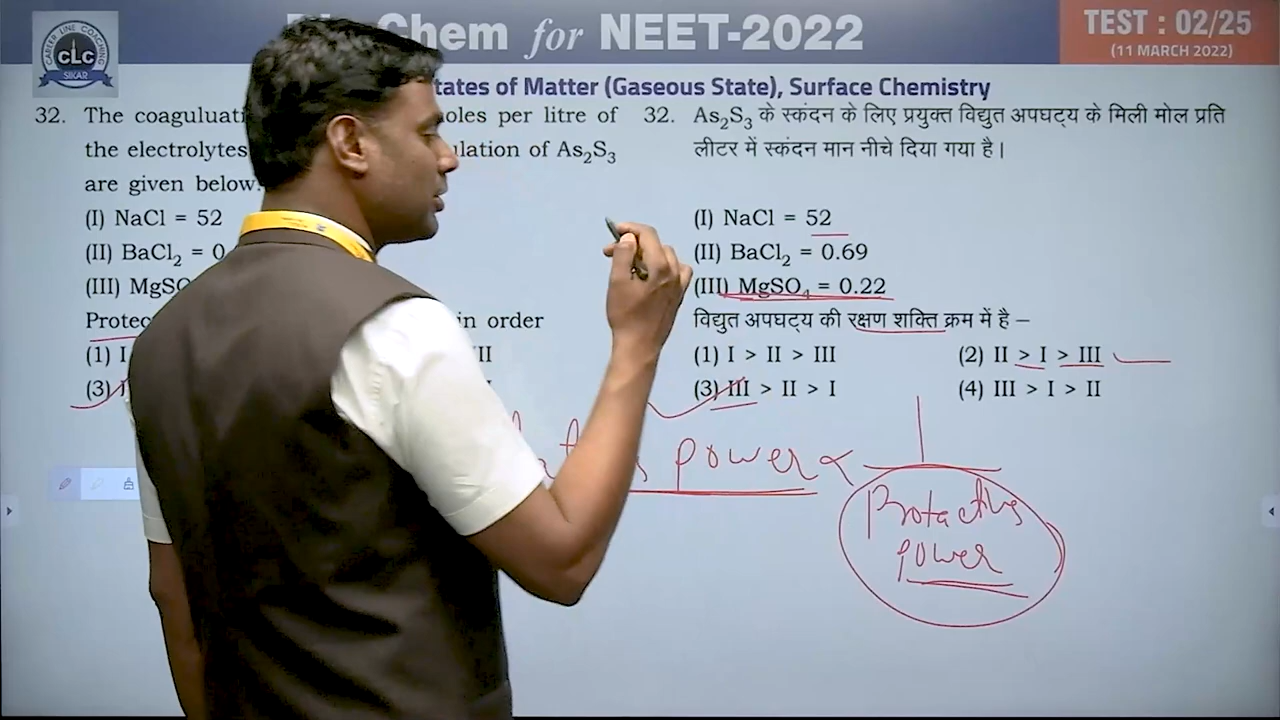 Chem for NEET-2022
TEST : 02/25
(11 MARCH 2022)
CAREER LINE COACHING
CLC
SIKAR
tates of Matter (Gaseous State), Surface Chemistry
32. The coaguluati oles per litre of
the electrolytes ulation of As₂S₃
are given below
(I) NaCl = 52
(II) BaCl₂ = 0
(III) MgSO
Protec in order
(1) I II
(3)
32. As₂S₃ के स्कंदन के लिए प्रयुक्त विद्युत अपघट्य के मिली मोल प्रति
लीटर में स्कंदन मान नीचे दिया गया है।
(I) NaCl = 52
(II) BaCl₂ = 0.69
(III) MgSO₄ = 0.22
विद्युत अपघट्य की रक्षण शक्ति क्रम में है –
(1) I > II > III (2) II > I > III
(3) III > II > I (4) III > I > II
power ∝ 1
Protactive
power